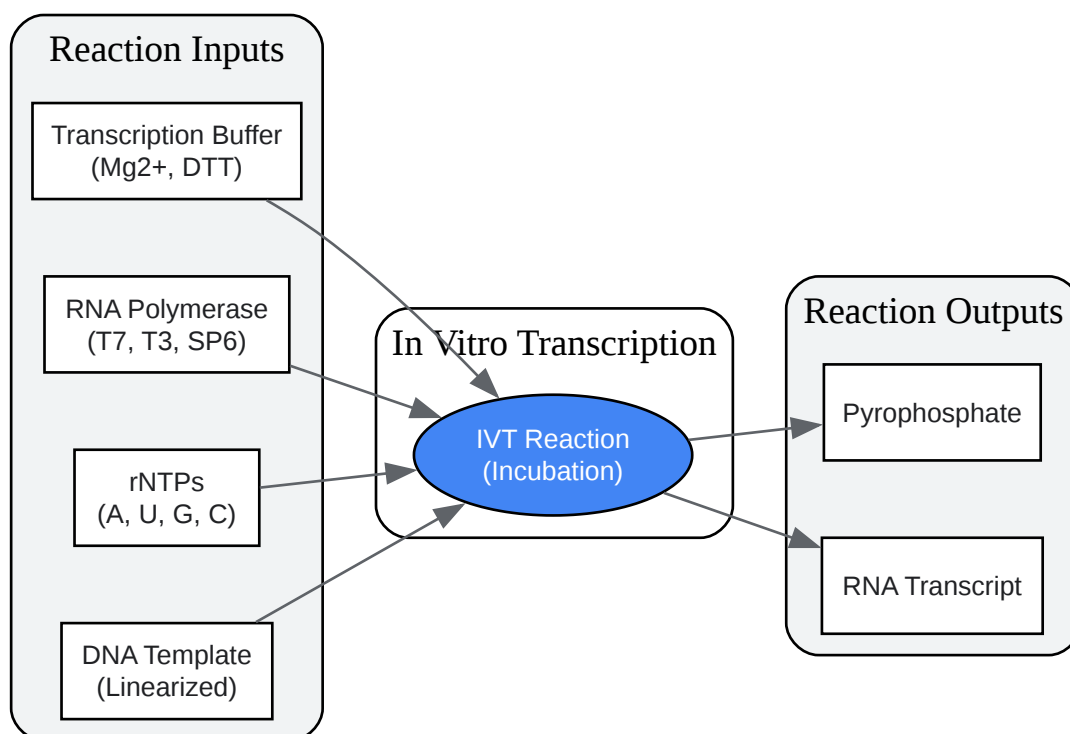 Reaction Inputs
Transcription Buffer
(Mg2+, DTT)
RNA Polymerase
(T7, T3, SP6)
rNTPs
(A, U, G, C)
DNA Template
(Linearized)
In Vitro Transcription
IVT Reaction
(Incubation)
Reaction Outputs
Pyrophosphate
RNA Transcript